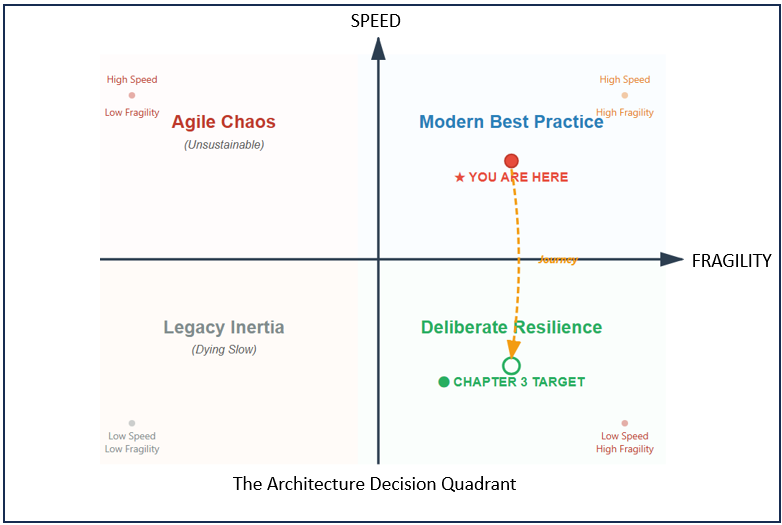 SPEED
High Speed
Low Fragility
Agile Chaos
(Unsustainable)
High Speed
High Fragility
Modern Best Practice
★ YOU ARE HERE
FRAGILITY
Journey
Legacy Inertia
(Dying Slow)
Deliberate Resilience
CHAPTER 3 TARGET
Low Speed
Low Fragility
Low Speed
High Fragility
The Architecture Decision Quadrant